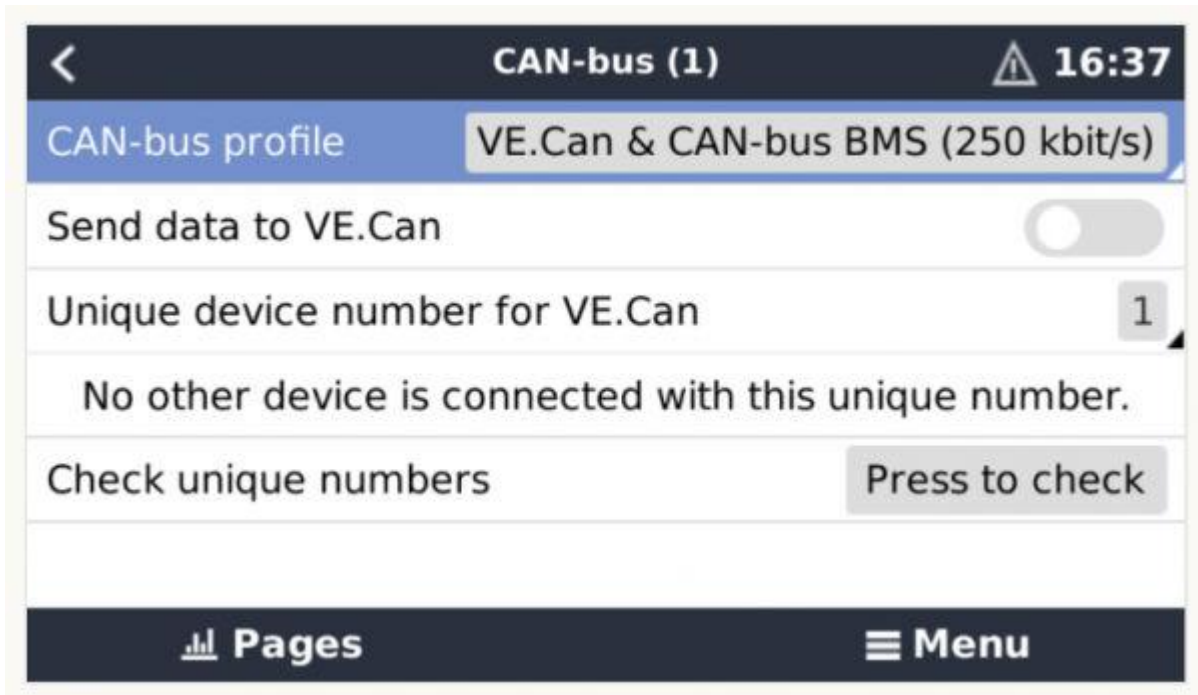 CAN-bus (1) 16:37
CAN-bus profile VE.Can & CAN-bus BMS (250 kbit/s)
Send data to VE.Can
Unique device number for VE.Can 1
No other device is connected with this unique number.
Check unique numbers Press to check
Pages Menu